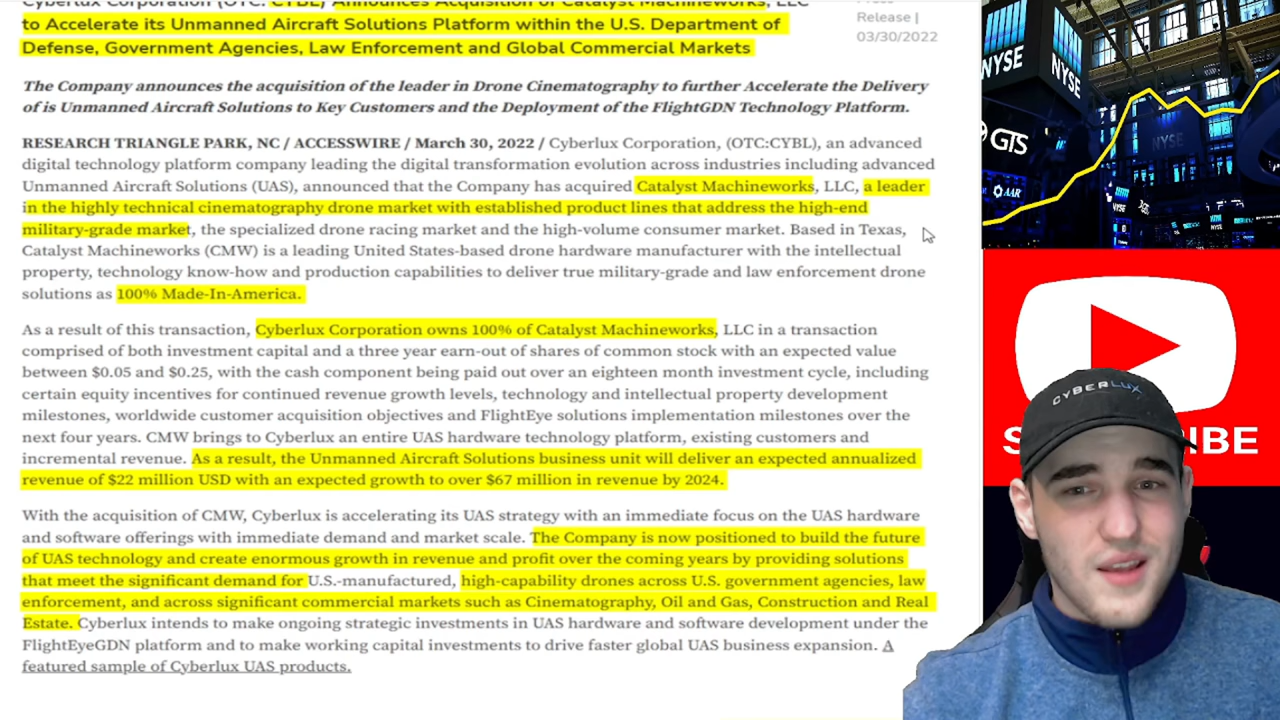 Cyberlux Corporation (OTC: CYBL) Announces Acquisition of Catalyst Machineworks, LLC
to Accelerate its Unmanned Aircraft Solutions Platform within the U.S. Department of
Defense, Government Agencies, Law Enforcement and Global Commercial Markets
Press
Release |
03/30/2022
The Company announces the acquisition of the leader in Drone Cinematography to further Accelerate the Delivery
of is Unmanned Aircraft Solutions to Key Customers and the Deployment of the FlightGDN Technology Platform.
RESEARCH TRIANGLE PARK, NC / ACCESSWIRE / March 30, 2022 / Cyberlux Corporation, (OTC:CYBL), an advanced
digital technology platform company leading the digital transformation evolution across industries including advanced
Unmanned Aircraft Solutions (UAS), announced that the Company has acquired Catalyst Machineworks, LLC, a leader
in the highly technical cinematography drone market with established product lines that address the high-end
military-grade market, the specialized drone racing market and the high-volume consumer market. Based in Texas,
Catalyst Machineworks (CMW) is a leading United States-based drone hardware manufacturer with the intellectual
property, technology know-how and production capabilities to deliver true military-grade and law enforcement drone
solutions as 100% Made-In-America.
As a result of this transaction, Cyberlux Corporation owns 100% of Catalyst Machineworks, LLC in a transaction
comprised of both investment capital and a three year earn-out of shares of common stock with an expected value
between $0.05 and $0.25, with the cash component being paid out over an eighteen month investment cycle, including
certain equity incentives for continued revenue growth levels, technology and intellectual property development
milestones, worldwide customer acquisition objectives and FlightEye solutions implementation milestones over the
next four years. CMW brings to Cyberlux an entire UAS hardware technology platform, existing customers and
incremental revenue. As a result, the Unmanned Aircraft Solutions business unit will deliver an expected annualized
revenue of $22 million USD with an expected growth to over $67 million in revenue by 2024.
With the acquisition of CMW, Cyberlux is accelerating its UAS strategy with an immediate focus on the UAS hardware
and software offerings with immediate demand and market scale. The Company is now positioned to build the future
of UAS technology and create enormous growth in revenue and profit over the coming years by providing solutions
that meet the significant demand for U.S.-manufactured, high-capability drones across U.S. government agencies, law
enforcement, and across significant commercial markets such as Cinematography, Oil and Gas, Construction and Real
Estate. Cyberlux intends to make ongoing strategic investments in UAS hardware and software development under the
FlightEyeGDN platform and to make working capital investments to drive faster global UAS business expansion. A
featured sample of Cyberlux UAS products.
NYSE
NYSE
NYSE
GTS
AAR
S IBE
CYBERLUX